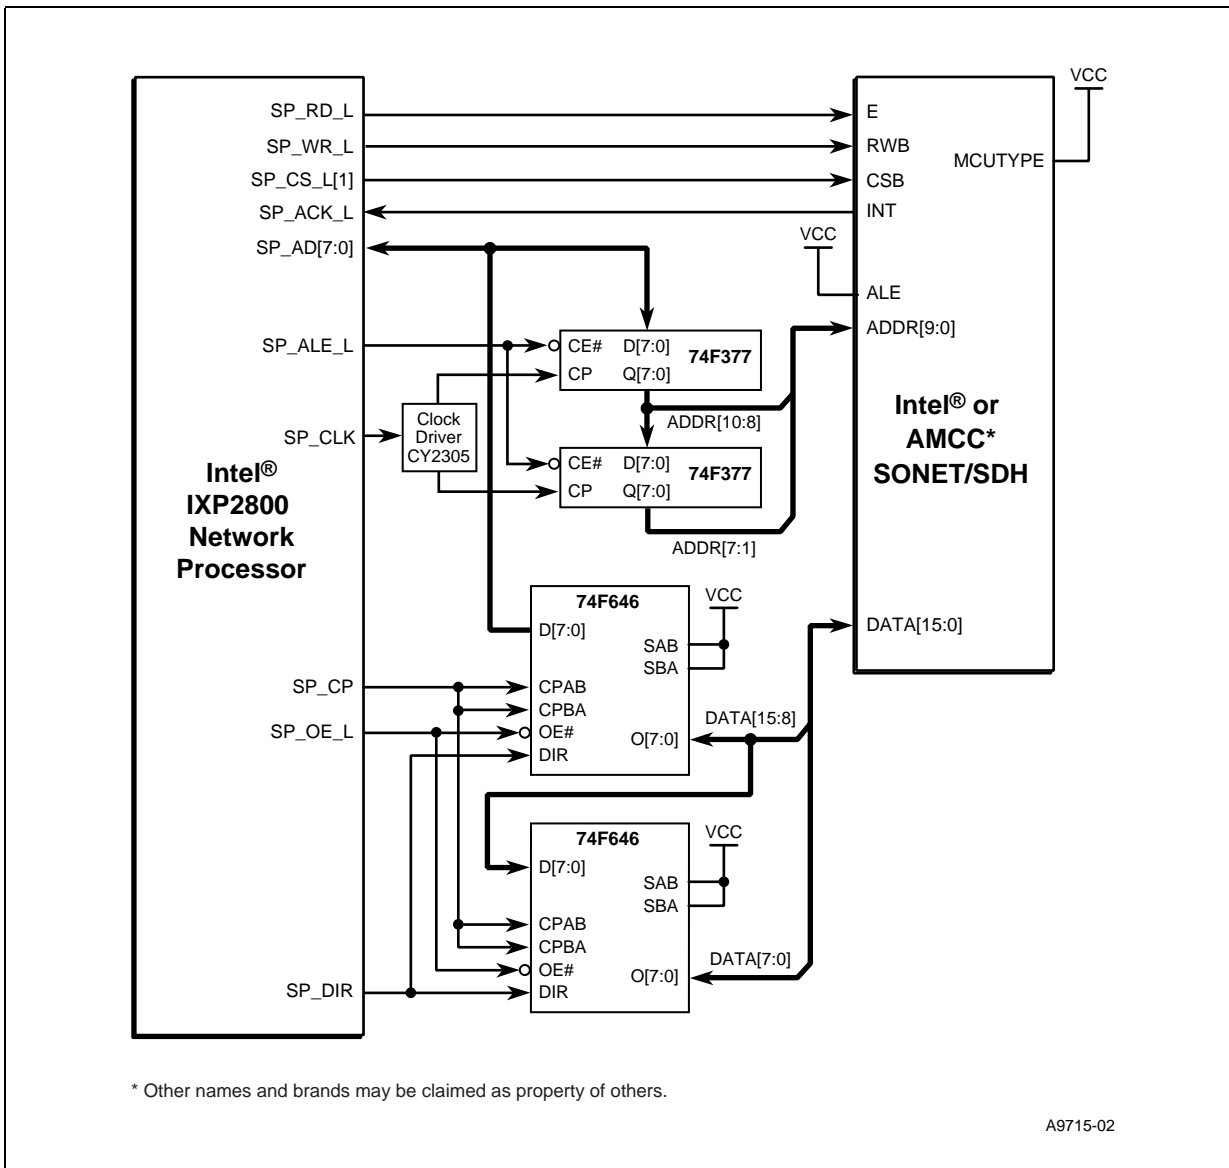 SP_RD_L
SP_WR_L
SP_CS_L[1]
SP_ACK_L
SP_AD[7:0]
SP_ALE_L
SP_CLK
Intel®
IXP2800
Network
Processor
SP_CP
SP_OE_L
SP_DIR
Clock
Driver
CY2305
CE# D[7:0] 74F377
CP Q[7:0]
ADDR[10:8]
CE# D[7:0] 74F377
CP Q[7:0]
ADDR[7:1]
74F646
D[7:0]
VCC
SAB
SBA
CPAB
CPBA
OE#
DIR
O[7:0]
DATA[15:8]
74F646
D[7:0]
VCC
SAB
SBA
CPAB
CPBA
OE#
DIR
O[7:0]
DATA[7:0]
VCC
E
RWB
MCUTYPE
CSB
INT
VCC
ALE
ADDR[9:0]
Intel® or
AMCC*
SONET/SDH
DATA[15:0]
* Other names and brands may be claimed as property of others.
A9715-02